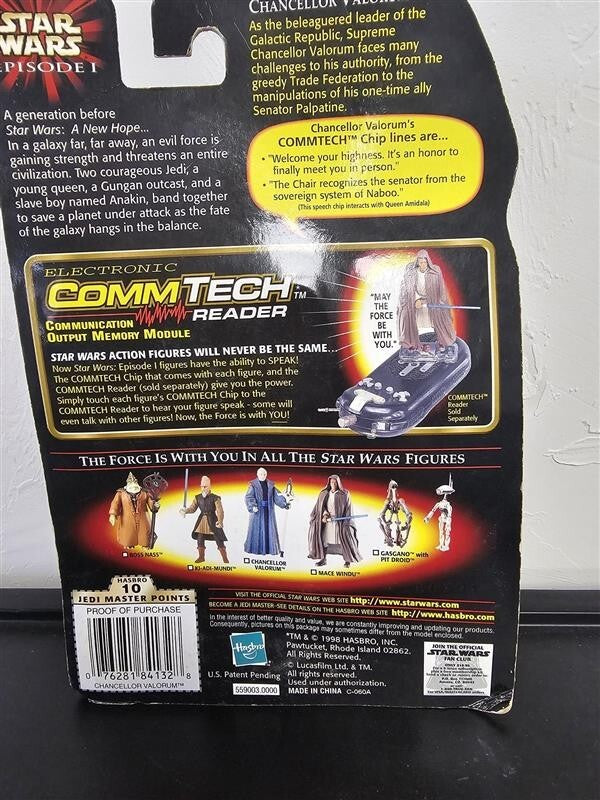 STAR
WARS
EPISODE I
CHANCELLOR VALORUM
As the beleaguered leader of the
Galactic Republic, Supreme
Chancellor Valorum faces many
challenges to his authority, from the
greedy Trade Federation to the
manipulations of his one-time ally
Senator Palpatine.
Chancellor Valorum's
COMMTECH™ Chip lines are...
• "Welcome your highness. It's an honor to
finally meet you in person."
• "The Chair recognizes the senator from the
sovereign system of Naboo."
(This speech chip interacts with Queen Amidala)
A generation before
Star Wars: A New Hope...
In a galaxy far, far away, an evil force is
gaining strength and threatens an entire
civilization. Two courageous Jedi, a
young queen, a Gungan outcast, and a
slave boy named Anakin, band together
to save a planet under attack as the fate
of the galaxy hangs in the balance.
ELECTRONIC
COMMTECH™
READER
COMMUNICATION
OUTPUT MEMORY MODULE
STAR WARS ACTION FIGURES WILL NEVER BE THE SAME...
Now Star Wars: Episode I figures have the ability to SPEAK!
The COMMTECH Chip that comes with each figure, and the
COMMTECH Reader (sold separately) give you the power.
Simply touch each figure's COMMTECH Chip to the
COMMTECH Reader to hear your figure speak - some will
even talk with other figures! Now, the Force is with YOU!
"MAY
THE
FORCE
BE
WITH
YOU."
COMMTECH™
Reader
Sold
Separately
THE FORCE IS WITH YOU IN ALL THE STAR WARS FIGURES
BOSS NASS™
KI-ADI-MUNDI™
CHANCELLOR
VALORUM™
MACE WINDU™
GASGANO™ with
PIT DROID™
HASBRO
10
JEDI MASTER POINTS
PROOF OF PURCHASE
0 76281 84132 8
CHANCELLOR VALORUM™
VISIT THE OFFICIAL STAR WARS WEB SITE http://www.starwars.com
BECOME A JEDI MASTER-SEE DETAILS ON THE HASBRO WEB SITE http://www.hasbro.com
In the interest of better quality and value, we are constantly improving and updating our products.
Consequently, pictures on this package may sometimes differ from the model enclosed.
Hasbro
U.S. Patent Pending
559003.0000
™ & © 1998 HASBRO, INC.
Pawtucket, Rhode Island 02862.
All Rights Reserved.
© Lucasfilm Ltd. & TM.
All rights reserved.
Used under authorization.
MADE IN CHINA C-060A
JOIN THE OFFICIAL
STAR WARS
FAN CLUB